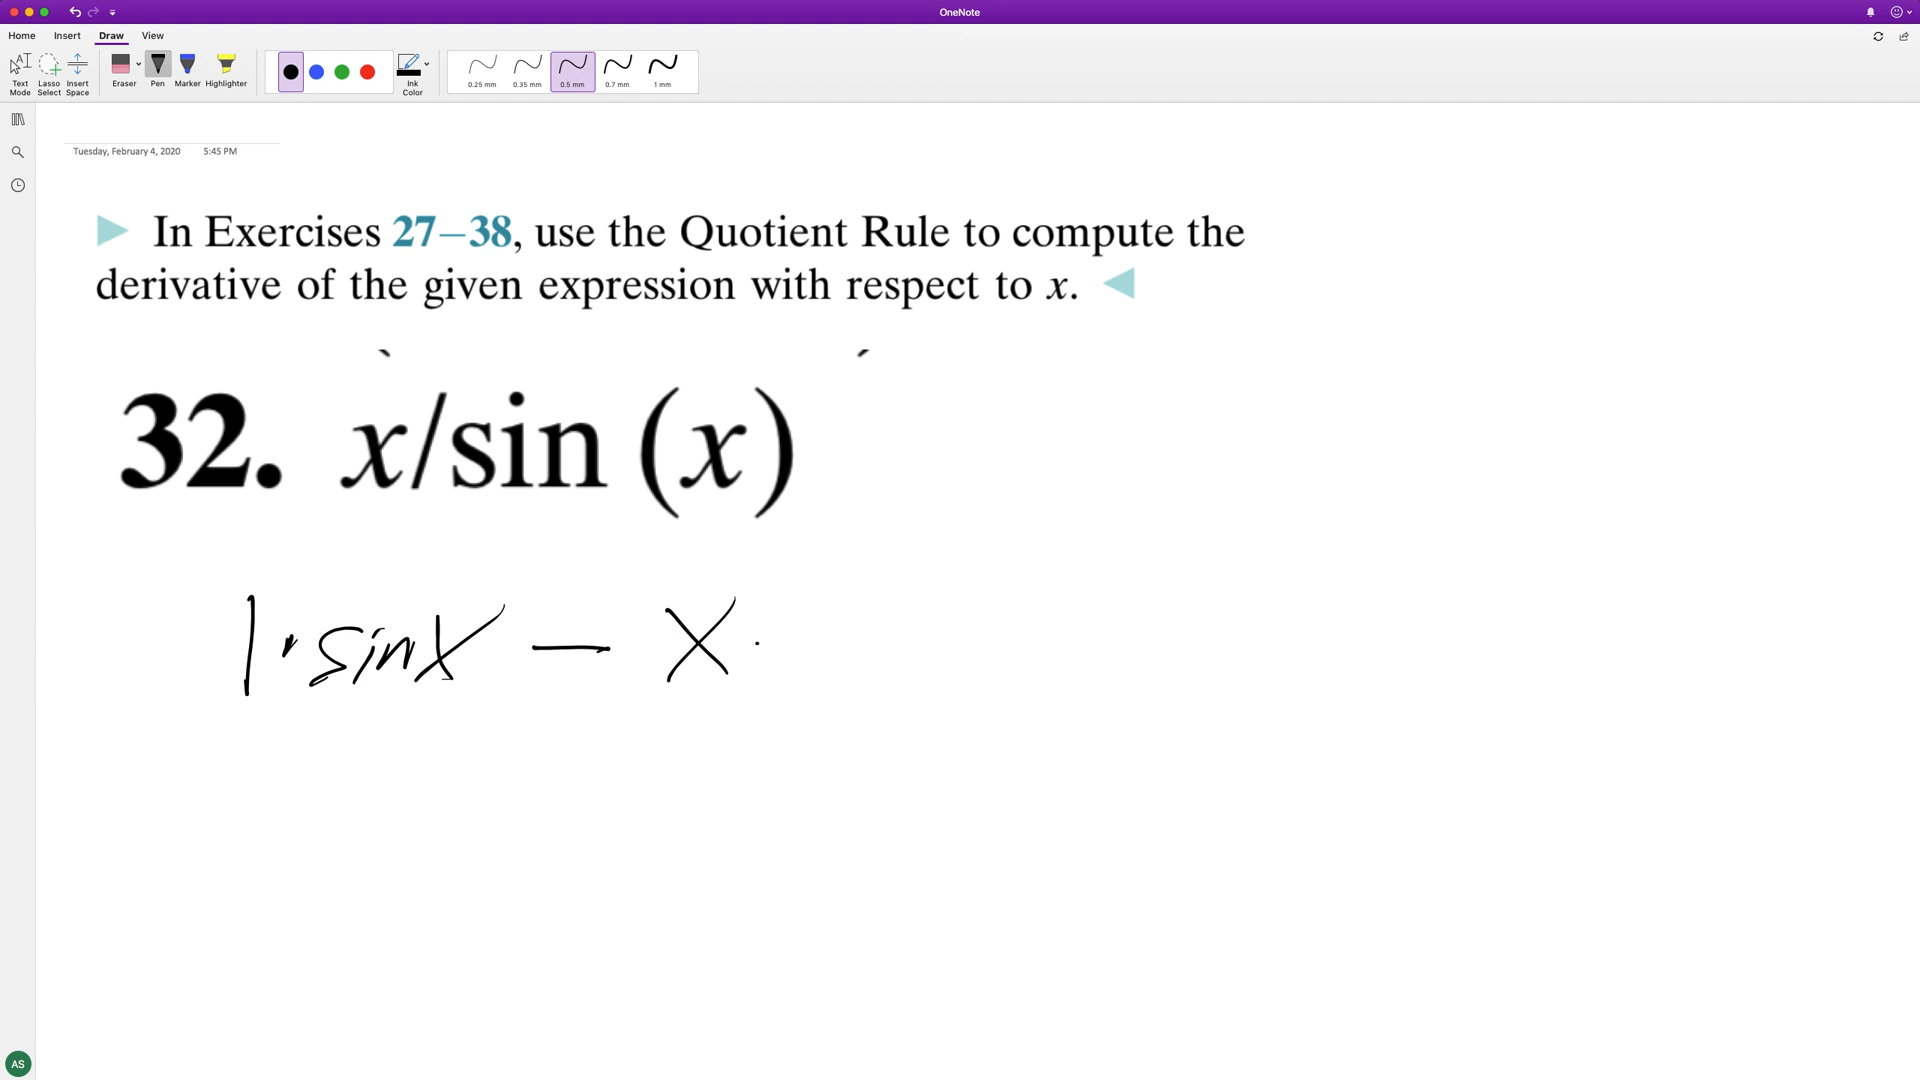 OneNote
Home Insert Draw View
Text Mode Lasso Select Insert Space Eraser Pen Marker Highlighter Ink Color 0.25 mm 0.35 mm 0.5 mm 0.7 mm 1 mm
Tuesday, February 4, 2020 5:45 PM
In Exercises 27–38, use the Quotient Rule to compute the
derivative of the given expression with respect to x.
32. x/sin (x)
1 · sinx — x ·
AS